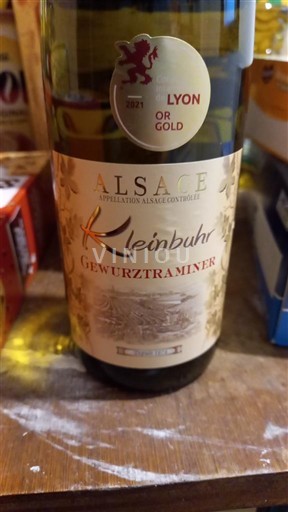 2021 LYON
OR
GOLD
ALSACE
APPELLATION ALSACE CONTRÔLÉE
Kleinbuhr
VINIOU
GEWURZTRAMINER